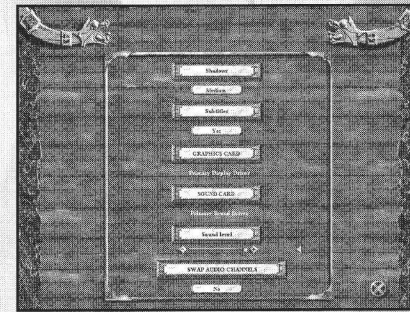 Shadows
Medium
Subtitles
Yes
GRAPHICS CARD
Primary Display Driver
SOUND CARD
Primary Sound Driver
Sound level
SWAP AUDIO CHANNELS
No